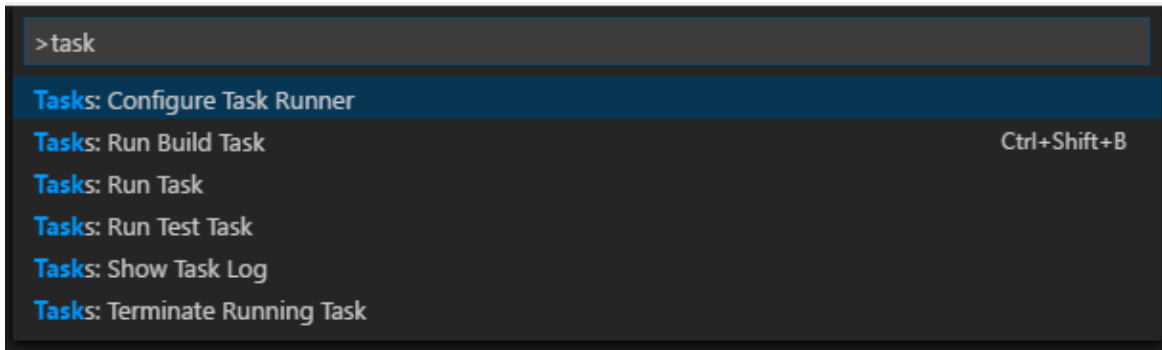 >task
Tasks: Configure Task Runner
Tasks: Run Build Task Ctrl+Shift+B
Tasks: Run Task
Tasks: Run Test Task
Tasks: Show Task Log
Tasks: Terminate Running Task